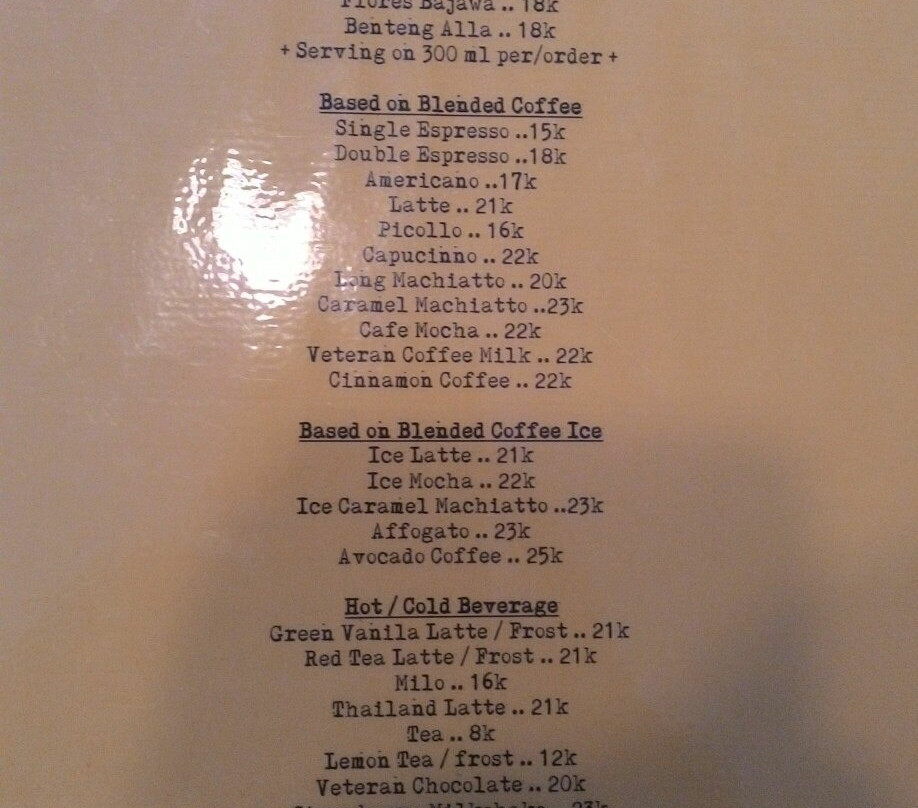 Flores Bajawa .. 18k
Benteng Alla .. 18k
+ Serving on 300 ml per/order +
Based on Blended Coffee
Single Espresso ..15k
Double Espresso ..18k
Americano ..17k
Latte .. 21k
Picollo .. 16k
Capucinno .. 22k
Long Machiatto .. 20k
Caramel Machiatto ..23k
Cafe Mocha .. 22k
Veteran Coffee Milk .. 22k
Cinnamon Coffee .. 22k
Based on Blended Coffee Ice
Ice Latte .. 21k
Ice Mocha .. 22k
Ice Caramel Machiatto ..23k
Affogato .. 23k
Avocado Coffee .. 25k
Hot / Cold Beverage
Green Vanila Latte / Frost .. 21k
Red Tea Latte / Frost .. 21k
Milo .. 16k
Thailand Latte .. 21k
Tea .. 8k
Lemon Tea / frost .. 12k
Veteran Chocolate .. 20k